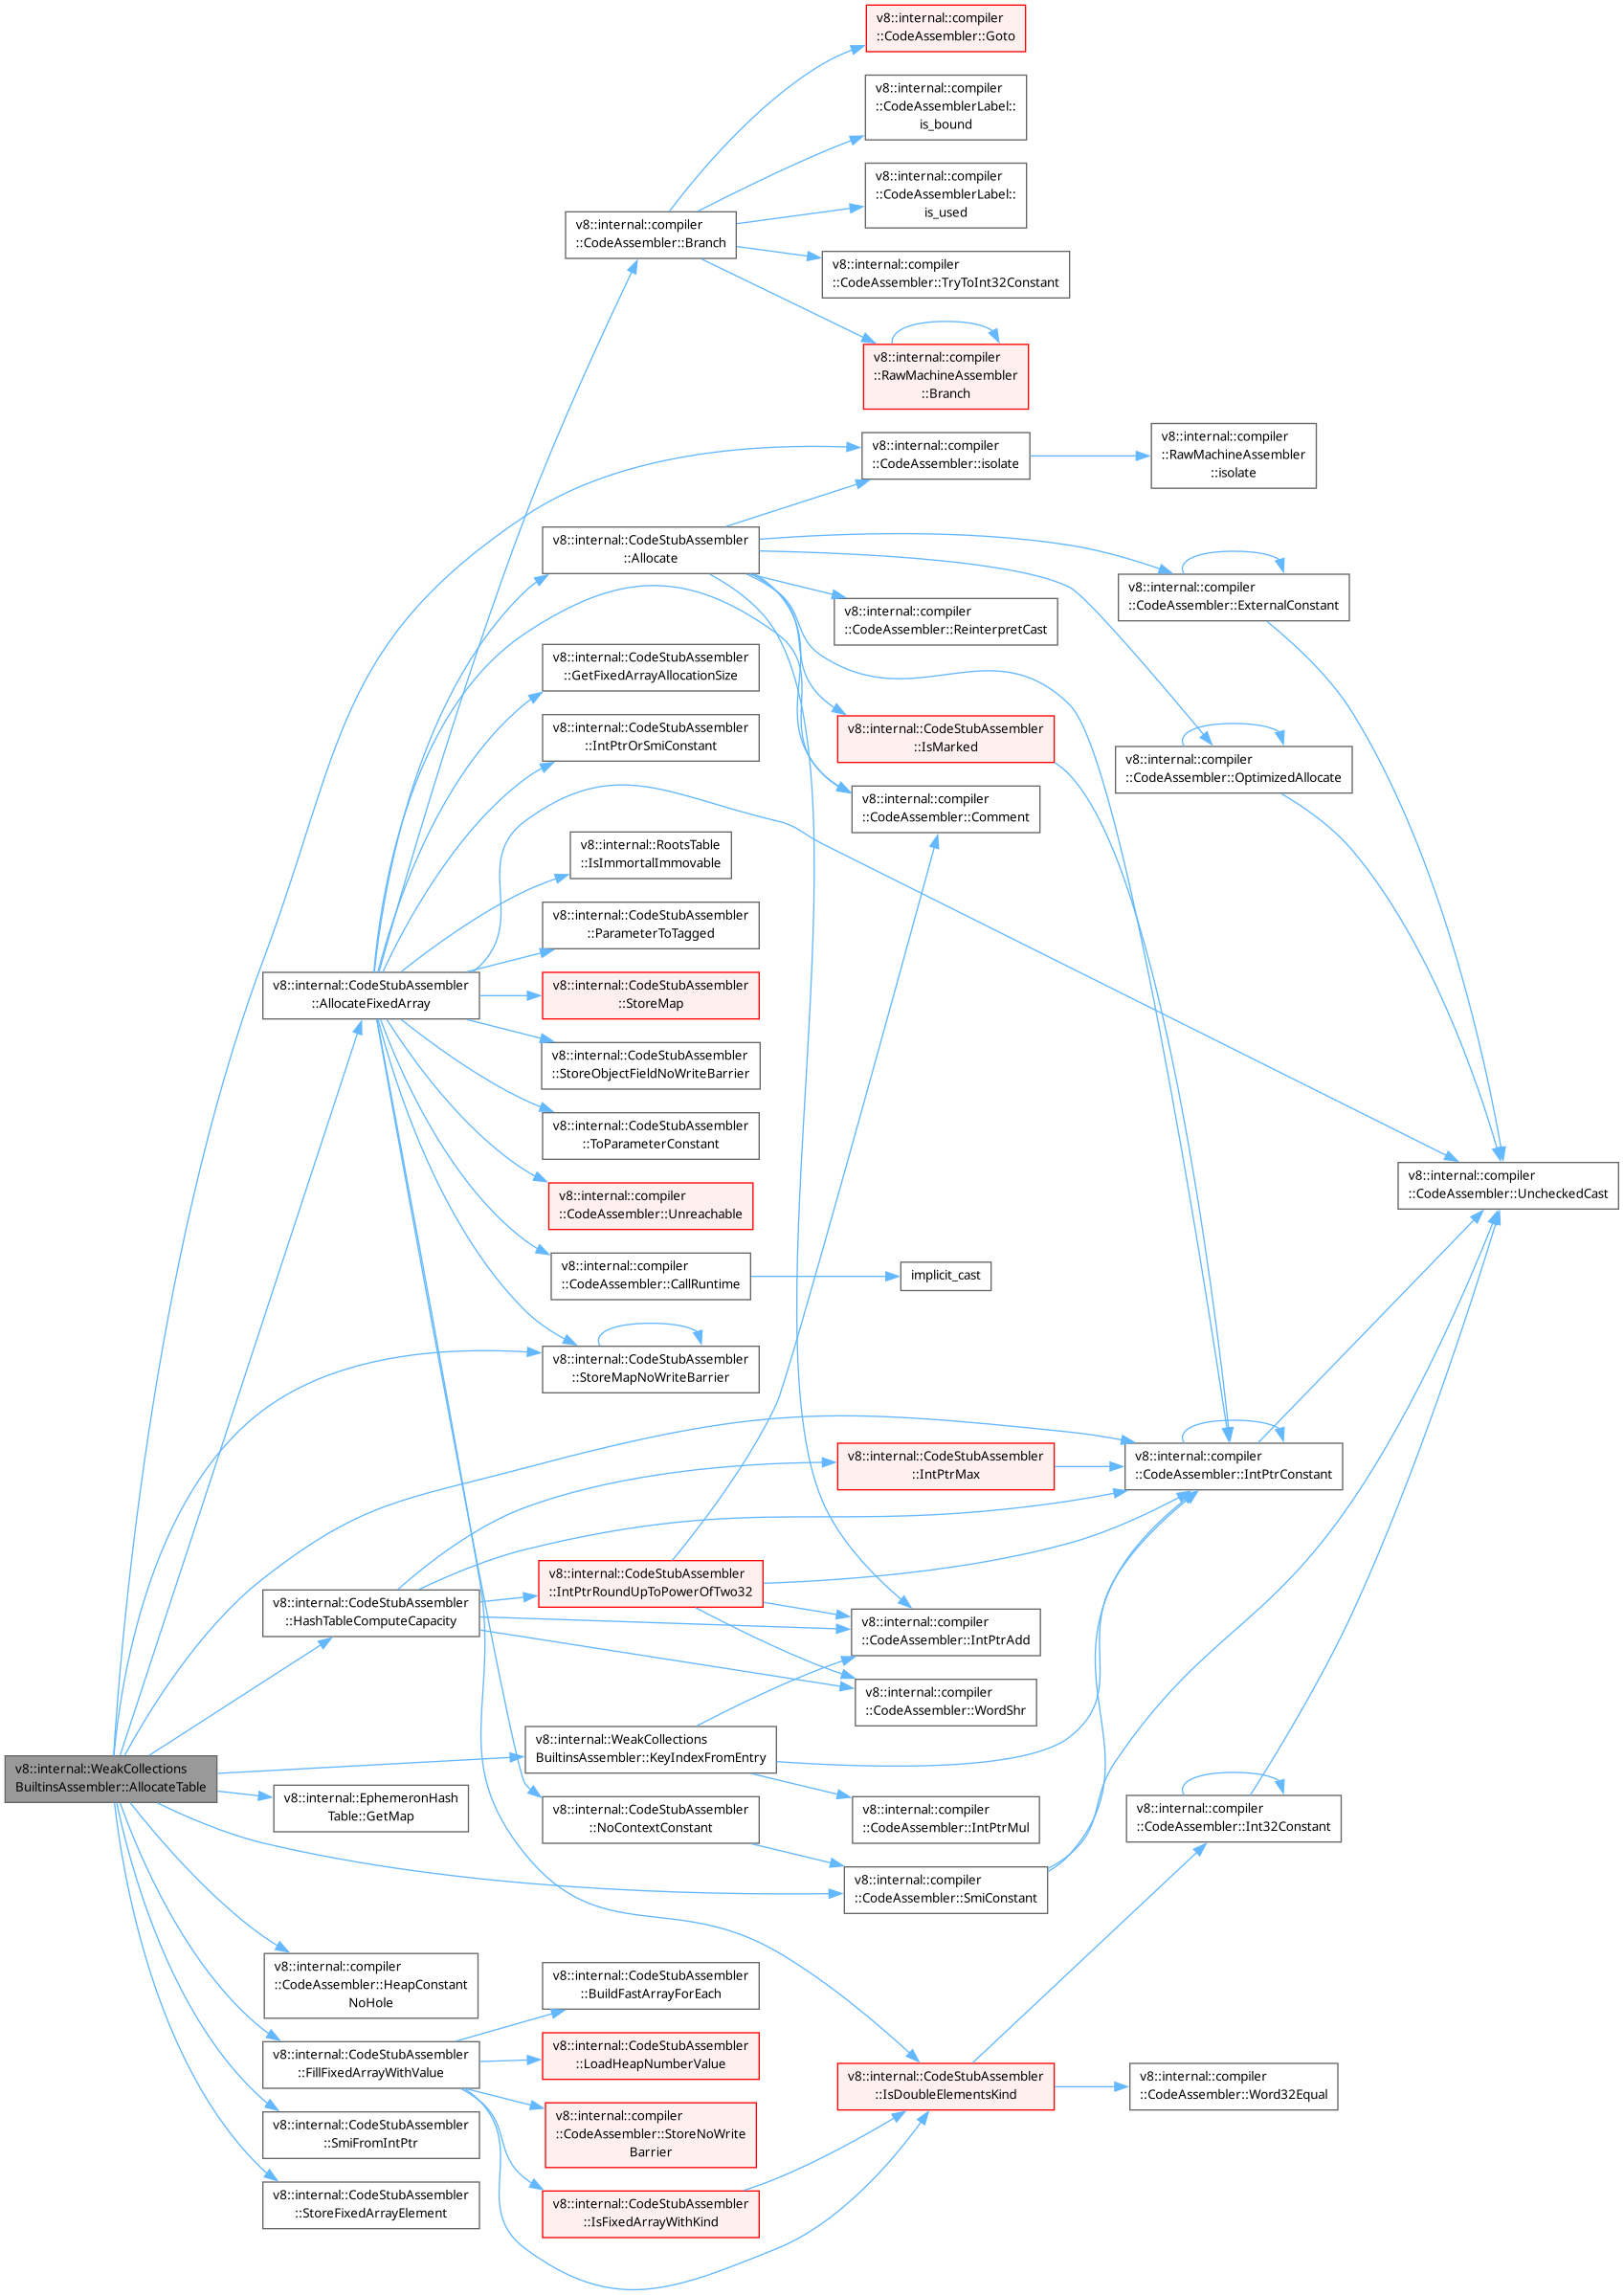 v8::internal::compiler
::CodeAssembler::Goto
v8::internal::compiler
::CodeAssemblerLabel::
is_bound
v8::internal::compiler
::CodeAssemblerLabel::
is_used
v8::internal::compiler
::CodeAssembler::Branch
v8::internal::compiler
::CodeAssembler::TryToInt32Constant
v8::internal::compiler
::RawMachineAssembler
::Branch
v8::internal::compiler
::CodeAssembler::isolate
v8::internal::compiler
::RawMachineAssembler
::isolate
v8::internal::CodeStubAssembler
::Allocate
v8::internal::compiler
::CodeAssembler::ExternalConstant
v8::internal::compiler
::CodeAssembler::ReinterpretCast
v8::internal::CodeStubAssembler
::GetFixedArrayAllocationSize
v8::internal::CodeStubAssembler
::IntPtrOrSmiConstant
v8::internal::CodeStubAssembler
::IsMarked
v8::internal::compiler
::CodeAssembler::OptimizedAllocate
v8::internal::compiler
::CodeAssembler::Comment
v8::internal::RootsTable
::IsImmortalImmovable
v8::internal::CodeStubAssembler
::ParameterToTagged
v8::internal::CodeStubAssembler
::AllocateFixedArray
v8::internal::CodeStubAssembler
::StoreMap
v8::internal::CodeStubAssembler
::StoreObjectFieldNoWriteBarrier
v8::internal::CodeStubAssembler
::ToParameterConstant
v8::internal::compiler
::CodeAssembler::Unreachable
v8::internal::compiler
::CodeAssembler::UncheckedCast
v8::internal::compiler
::CodeAssembler::CallRuntime
implicit_cast
v8::internal::CodeStubAssembler
::StoreMapNoWriteBarrier
v8::internal::CodeStubAssembler
::IntPtrMax
v8::internal::compiler
::CodeAssembler::IntPtrConstant
v8::internal::CodeStubAssembler
::HashTableComputeCapacity
v8::internal::CodeStubAssembler
::IntPtrRoundUpToPowerOfTwo32
v8::internal::compiler
::CodeAssembler::IntPtrAdd
v8::internal::compiler
::CodeAssembler::WordShr
v8::internal::WeakCollections
BuiltinsAssembler::AllocateTable
v8::internal::WeakCollections
BuiltinsAssembler::KeyIndexFromEntry
v8::internal::EphemeronHash
Table::GetMap
v8::internal::CodeStubAssembler
::NoContextConstant
v8::internal::compiler
::CodeAssembler::IntPtrMul
v8::internal::compiler
::CodeAssembler::Int32Constant
v8::internal::compiler
::CodeAssembler::SmiConstant
v8::internal::compiler
::CodeAssembler::HeapConstant
NoHole
v8::internal::CodeStubAssembler
::BuildFastArrayForEach
v8::internal::CodeStubAssembler
::FillFixedArrayWithValue
v8::internal::CodeStubAssembler
::LoadHeapNumberValue
v8::internal::CodeStubAssembler
::IsDoubleElementsKind
v8::internal::compiler
::CodeAssembler::Word32Equal
v8::internal::CodeStubAssembler
::SmiFromIntPtr
v8::internal::compiler
::CodeAssembler::StoreNoWrite
Barrier
v8::internal::CodeStubAssembler
::StoreFixedArrayElement
v8::internal::CodeStubAssembler
::IsFixedArrayWithKind